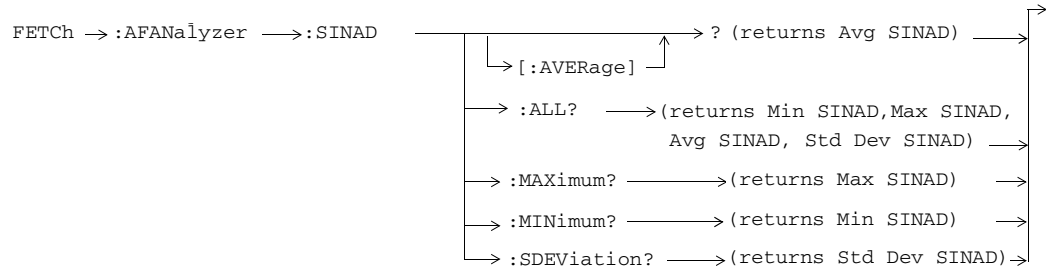 FETCh :AFANalyzer :SINAD ? (returns Avg SINAD)
[:AVERage]
:ALL? (returns Min SINAD,Max SINAD,
Avg SINAD, Std Dev SINAD)
:MAXimum? (returns Max SINAD)
:MINimum? (returns Min SINAD)
:SDEViation? (returns Std Dev SINAD)